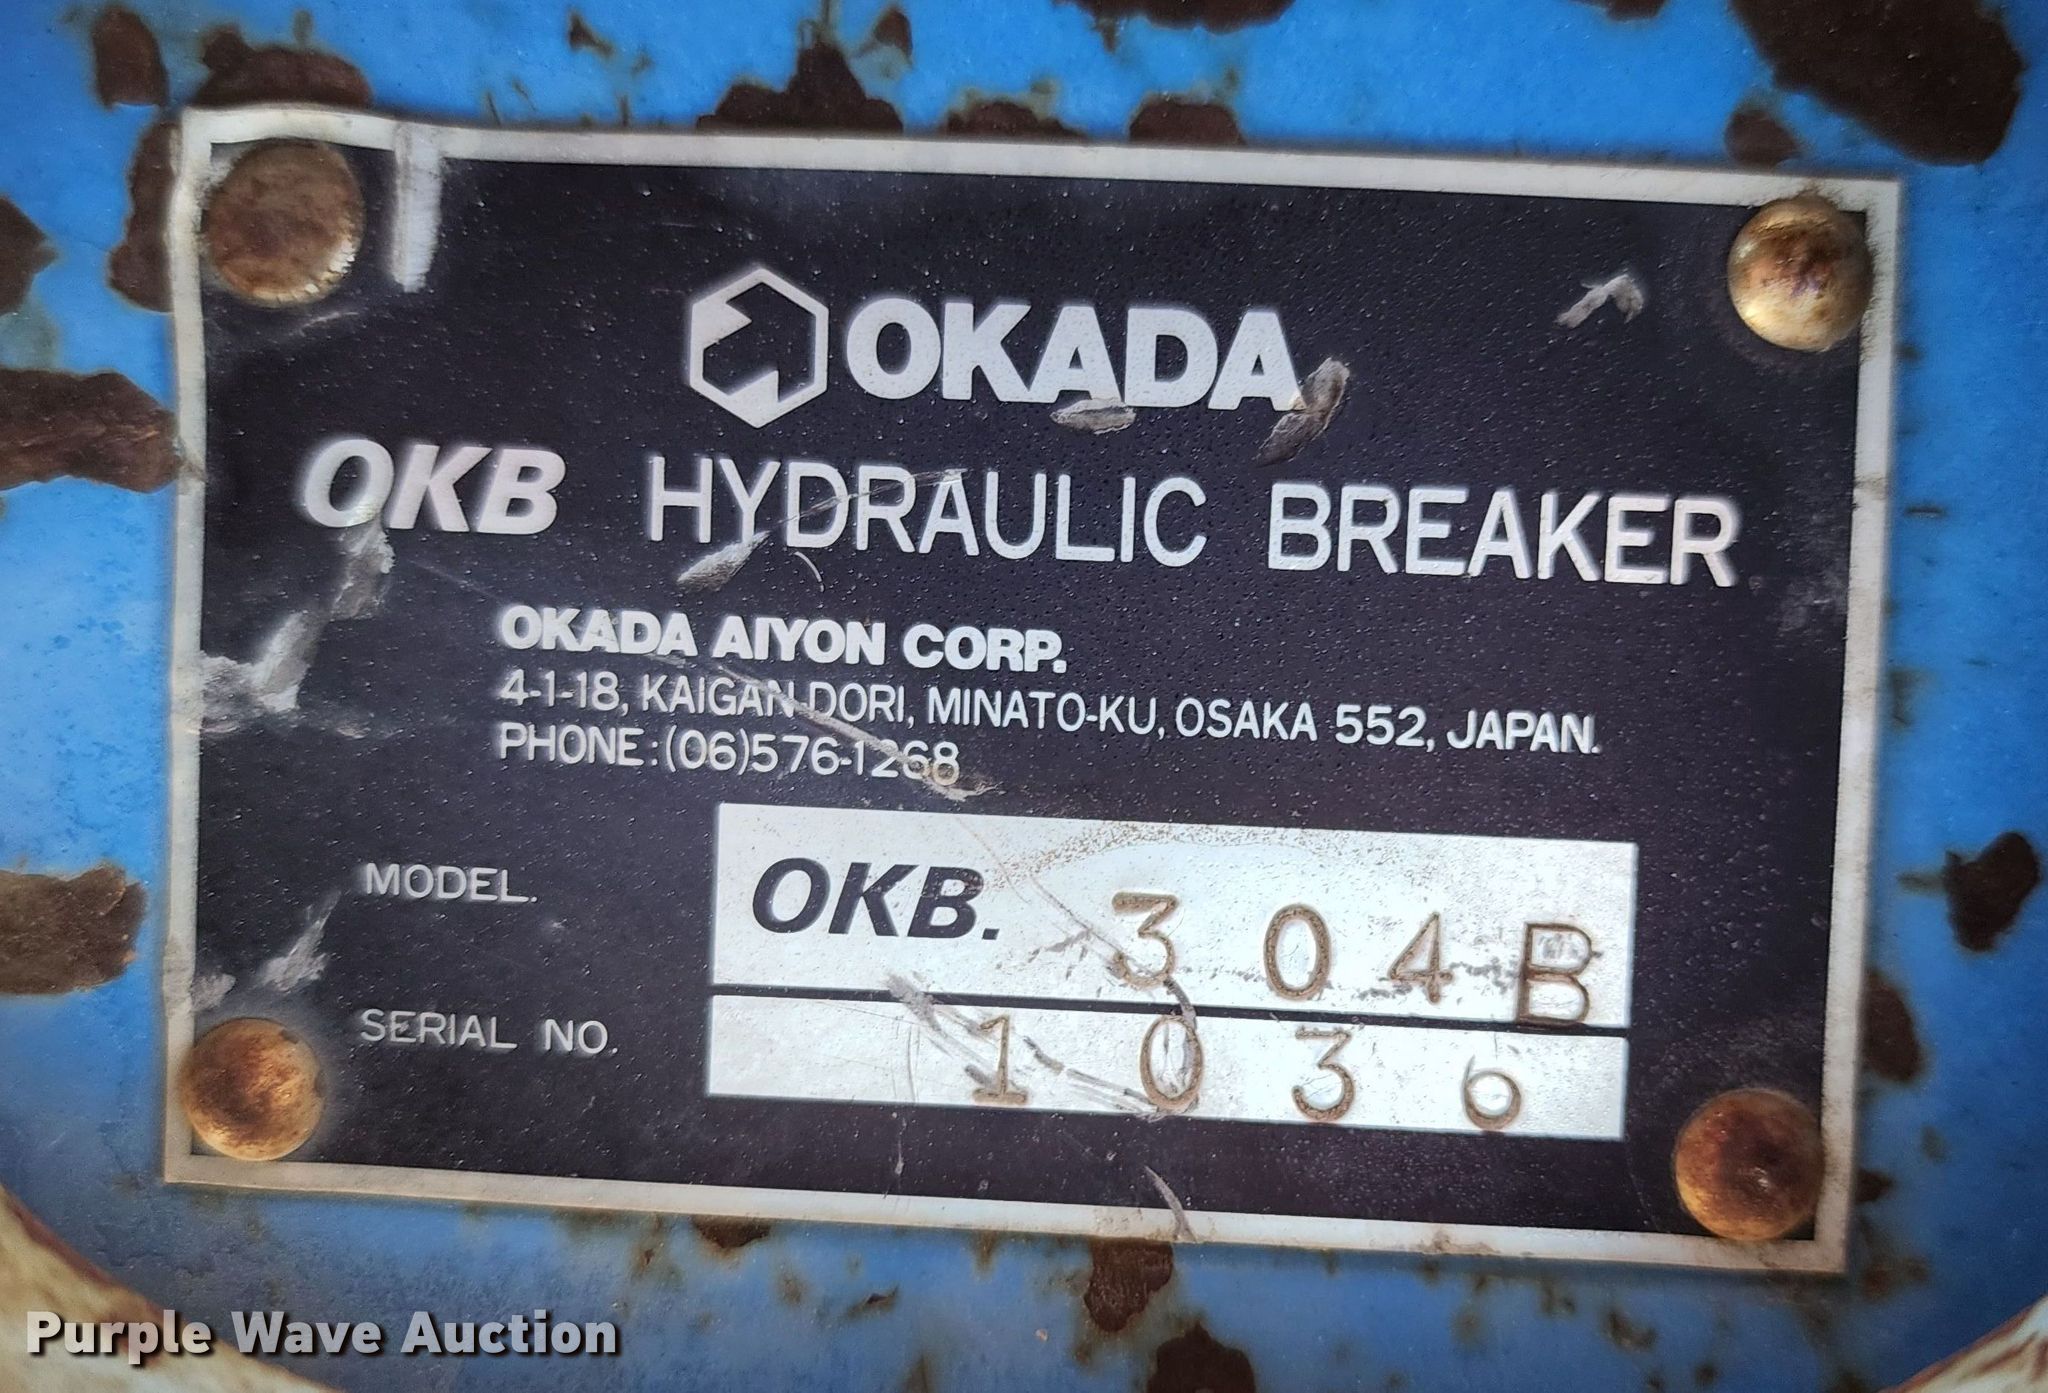 OKADA
OKB HYDRAULIC BREAKER
OKADA AIYON CORP.
4-1-18, KAIGAN-DORI, MINATO-KU, OSAKA 552, JAPAN.
PHONE:(06)576-1268
MODEL. OKB. 304B
SERIAL NO. 1036
Purple Wave Auction